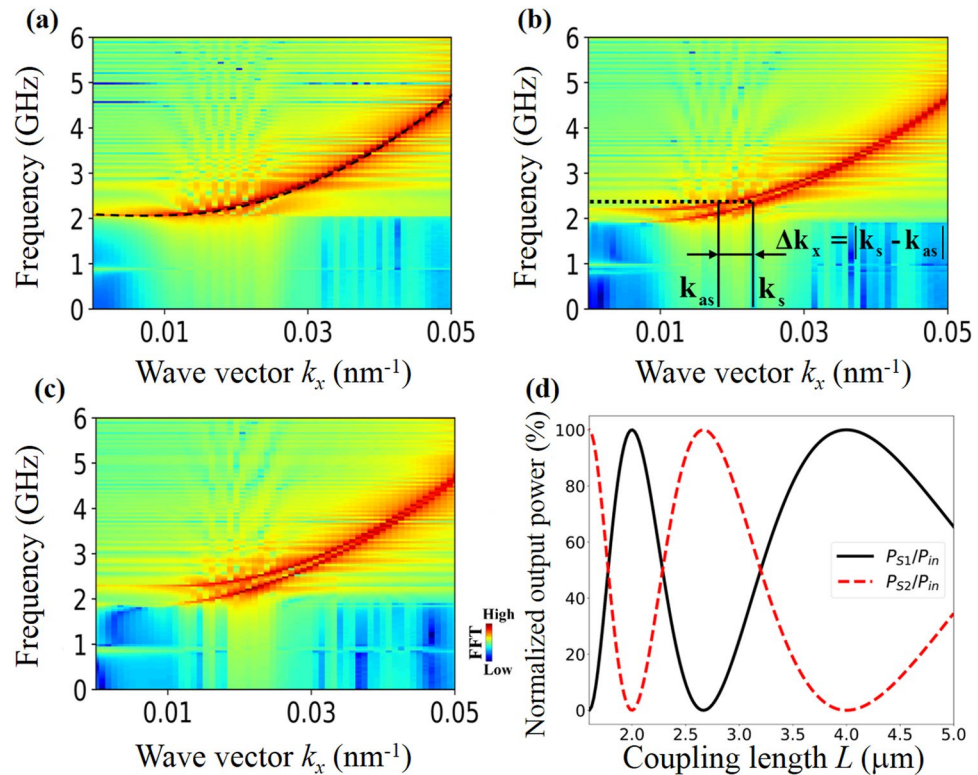 (a)
Frequency (GHz)
6
5
4
3
2
1
0
0.01
0.03
0.05
Wave vector kₓ (nm⁻¹)
(b)
Frequency (GHz)
6
5
4
3
2
1
0
Δkₓ = |kₛ - kₐₛ|
kₐₛ
kₛ
0.01
0.03
0.05
Wave vector kₓ (nm⁻¹)
(c)
Frequency (GHz)
6
5
4
3
2
1
0
0.01
0.03
0.05
Wave vector kₓ (nm⁻¹)
High
FFT
Low
(d)
Normalized output power (%)
100
80
60
40
20
0
P_S1/P_in
P_S2/P_in
2.0
2.5
3.0
3.5
4.0
4.5
5.0
Coupling length L (μm)